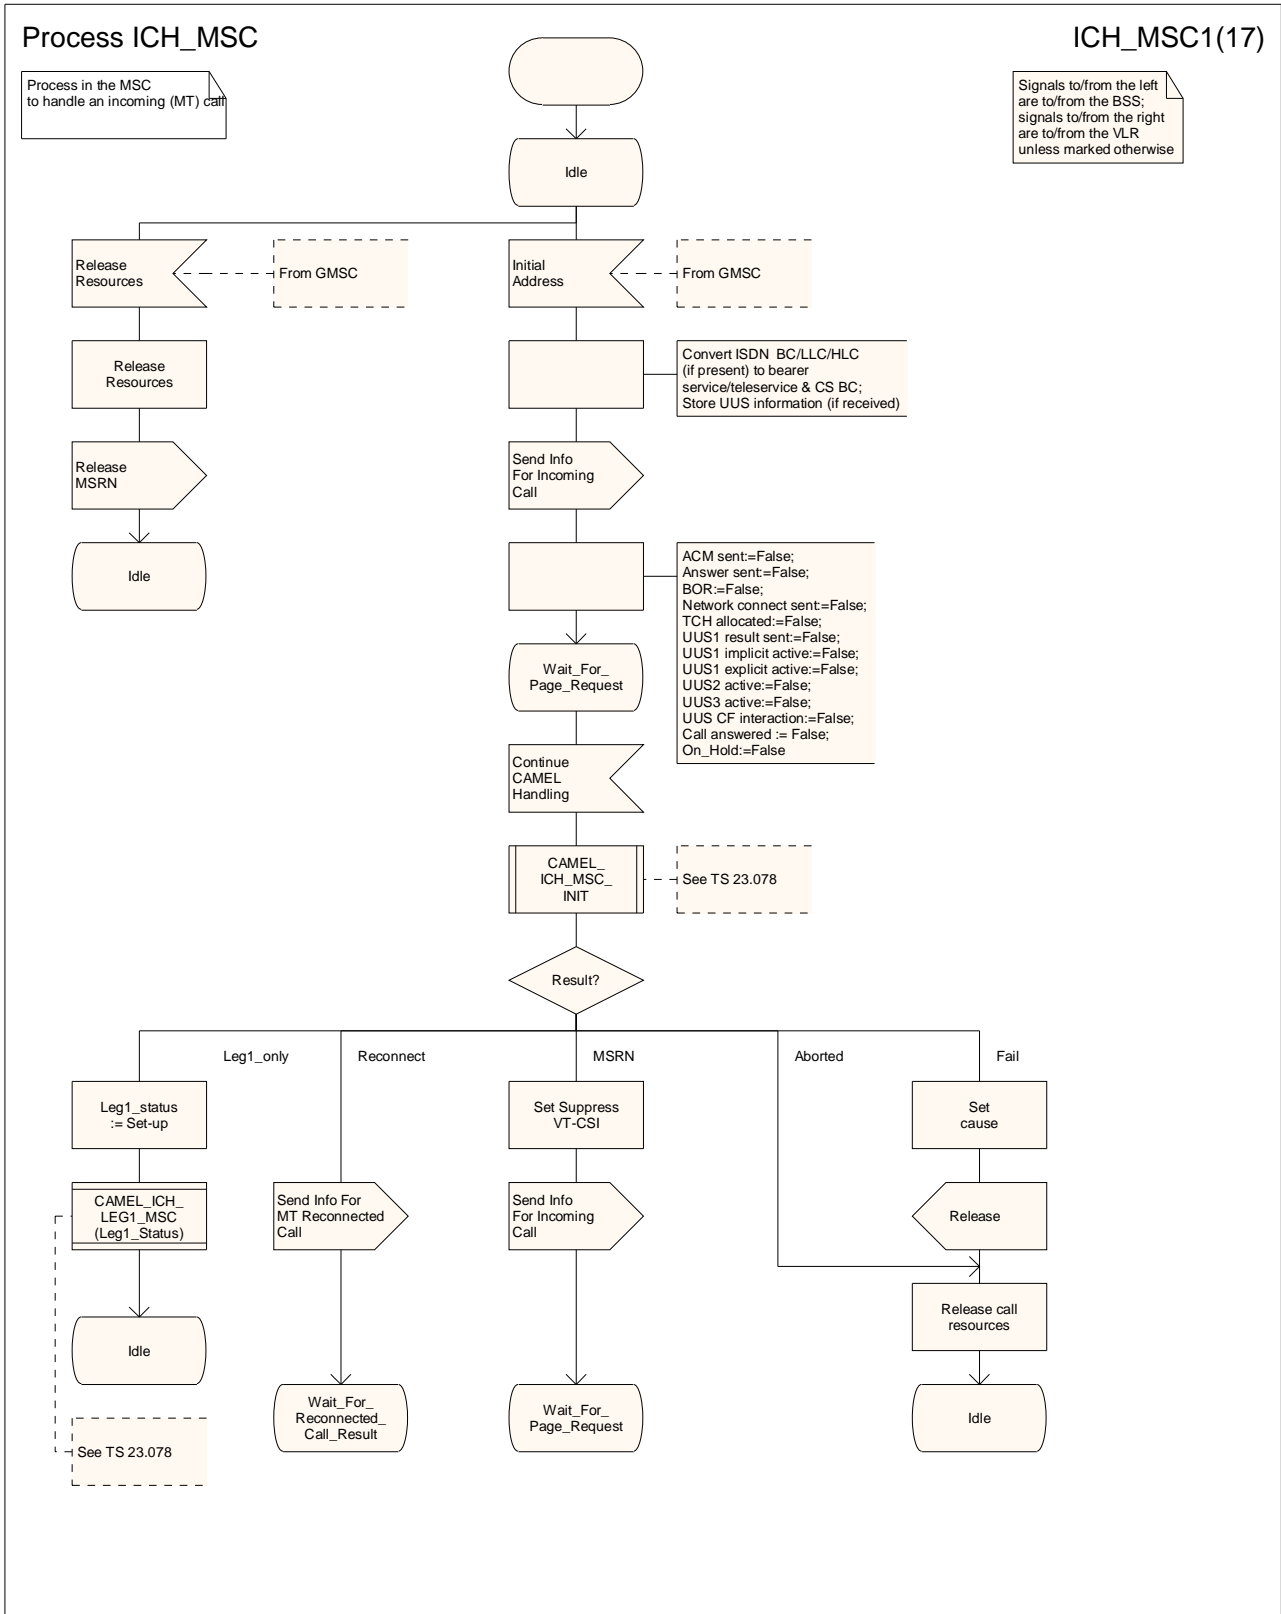 Process ICH_MSC
ICH_MSC1(17)
Process in the MSC
to handle an incoming (MT) call
Signals to/from the left
are to/from the BSS;
signals to/from the right
are to/from the VLR
unless marked otherwise
Idle
Release
Resources
From GMSC
Initial
Address
From GMSC
Release
Resources
Convert ISDN BC/LLC/HLC
(if present) to bearer
service/teleservice & CS BC;
Store UUS information (if received)
Release
MSRN
Send Info
For Incoming
Call
Idle
ACM sent:=False;
Answer sent:=False;
BOR:=False;
Network connect sent:=False;
TCH allocated:=False;
UUS1 result sent:=False;
UUS1 implicit active:=False;
UUS1 explicit active:=False;
UUS2 active:=False;
UUS3 active:=False;
UUS CF interaction:=False;
Call answered := False;
On_Hold:=False
Wait_For_
Page_Request
Continue
CAMEL
Handling
CAMEL_
ICH_MSC_
INIT
See TS 23.078
Result?
Leg1_only
Reconnect
MSRN
Aborted
Fail
Leg1_status
:= Set-up
Set Suppress
VT-CSI
Set
cause
CAMEL_ICH_
LEG1_MSC
(Leg1_Status)
Send Info For
MT Reconnected
Call
Send Info
For Incoming
Call
Release
Release call
resources
Idle
Wait_For_
Reconnected_
Call_Result
Wait_For_
Page_Request
Idle
See TS 23.078